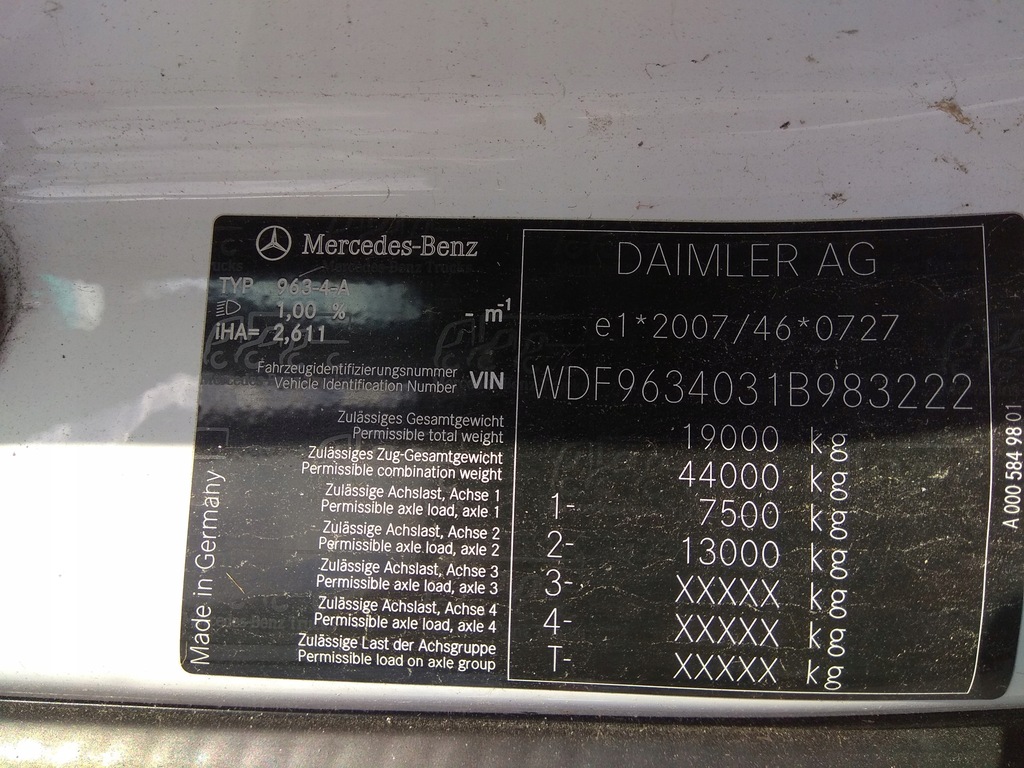 Mercedes-Benz
TYP 963-4-A
1,00 % - m-1
iHA= 2,611
Fahrzeugidentifizierungsnummer
Vehicle Identification Number VIN
Zulässiges Gesamtgewicht
Permissible total weight
Zulässiges Zug-Gesamtgewicht
Permissible combination weight
Zulässige Achslast, Achse 1
Permissible axle load, axle 1
Zulässige Achslast, Achse 2
Permissible axle load, axle 2
Zulässige Achslast, Achse 3
Permissible axle load, axle 3
Zulässige Achslast, Achse 4
Permissible axle load, axle 4
Zulässige Last der Achsgruppe
Permissible load on axle group
Made in Germany
DAIMLER AG
e1*2007/46*0727
WDF9634031B983222
19000 kg
44000 kg
1- 7500 kg
2- 13000 kg
3- XXXXX kg
4- XXXXX kg
T- XXXXX kg
A 000 584 98 01